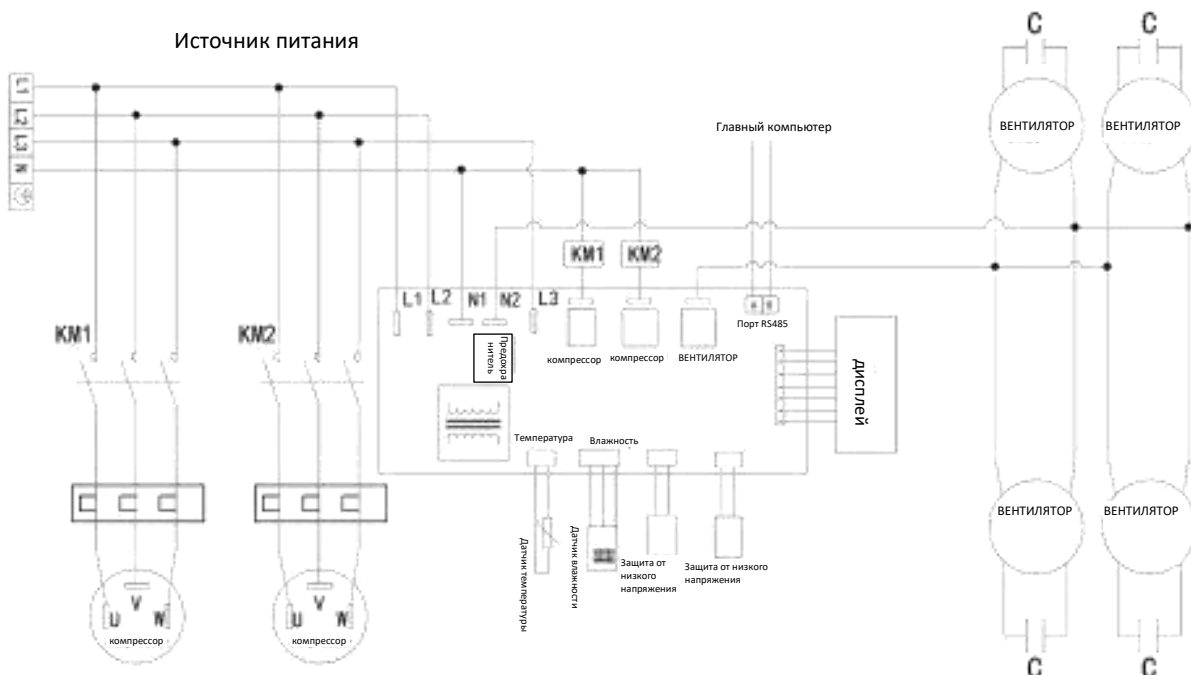 Источник питания
L1
L2
L3
N
C
C
ВЕНТИЛЯТОР
ВЕНТИЛЯТОР
Главный компьютер
KM1
KM2
L1
L2
N1
N2
L3
A
B
Порт RS485
KM1
KM2
Предохра
нитель
компрессор
компрессор
ВЕНТИЛЯТОР
дисплей
Температура
Влажность
ВЕНТИЛЯТОР
ВЕНТИЛЯТОР
Датчик температуры
Датчик влажности
Защита от
низкого
напряжения
Защита от низкого
напряжения
U
V
W
компрессор
U
V
W
компрессор
C
C